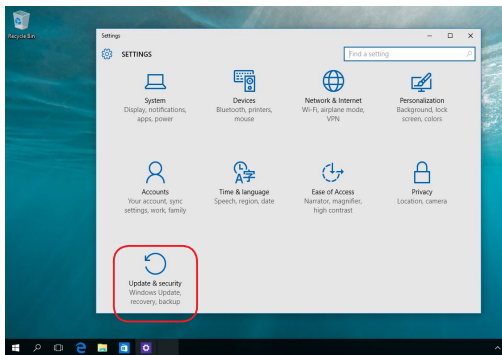 Recycle Bin
Settings
SETTINGS
Find a setting
System
Display, notifications,
apps, power
Devices
Bluetooth, printers,
mouse
Network & Internet
Wi-Fi, airplane mode,
VPN
Personalization
Background, lock
screen, colors
Accounts
Your account, sync
settings, work, family
Time & language
Speech, region, date
Ease of Access
Narrator, magnifier,
high contrast
Privacy
Location, camera
Update & security
Windows Update,
recovery, backup